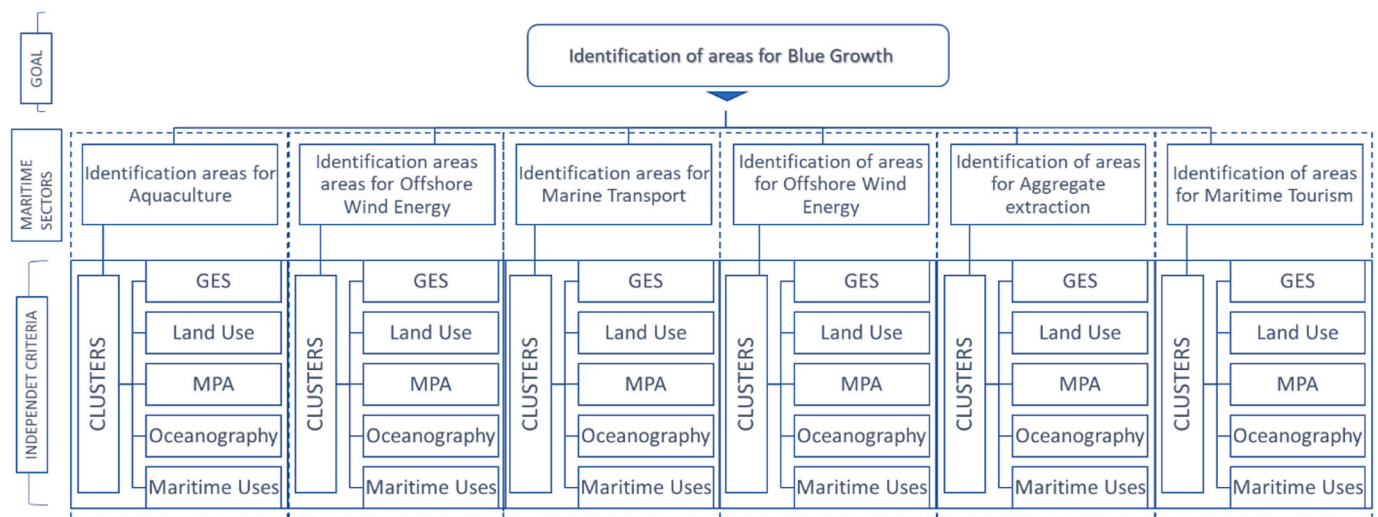 GOAL
Identification of areas for Blue Growth
MARITIME
SECTORS
Identification areas for
Aquaculture
Identification areas
areas for Offshore
Wind Energy
Identification areas for
Marine Transport
Identification of areas
for Offshore Wind
Energy
Identification of areas
for Aggregate
extraction
Identification of areas
for Maritime Tourism
INDEPENDET CRITERIA
CLUSTERS
GES
Land Use
MPA
Oceanography
Maritime Uses
CLUSTERS
GES
Land Use
MPA
Oceanography
Maritime Uses
CLUSTERS
GES
Land Use
MPA
Oceanography
Maritime Uses
CLUSTERS
GES
Land Use
MPA
Oceanography
Maritime Uses
CLUSTERS
GES
Land Use
MPA
Oceanography
Maritime Uses
CLUSTERS
GES
Land Use
MPA
Oceanography
Maritime Uses